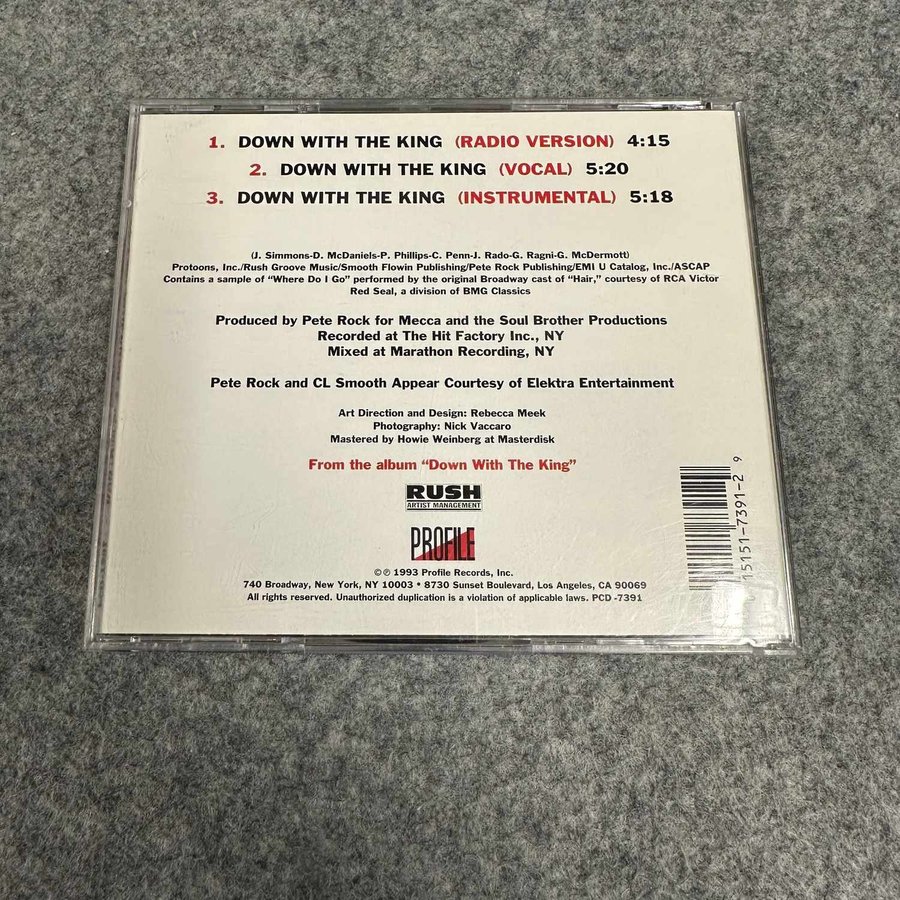 1. DOWN WITH THE KING (RADIO VERSION) 4:15
2. DOWN WITH THE KING (VOCAL) 5:20
3. DOWN WITH THE KING (INSTRUMENTAL) 5:18
(J. Simmons-D. McDaniels-P. Phillips-C. Penn-J. Rado-G. Ragni-G. McDermott)
Protoons, Inc./Rush Groove Music/Smooth Flowin Publishing/Pete Rock Publishing/EMI U Catalog, Inc./ASCAP
Contains a sample of “Where Do I Go” performed by the original Broadway cast of “Hair,” courtesy of RCA Victor
Red Seal, a division of BMG Classics
Produced by Pete Rock for Mecca and the Soul Brother Productions
Recorded at The Hit Factory Inc., NY
Mixed at Marathon Recording, NY
Pete Rock and CL Smooth Appear Courtesy of Elektra Entertainment
Art Direction and Design: Rebecca Meek
Photography: Nick Vaccaro
Mastered by Howie Weinberg at Masterdisk
From the album “Down With The King”
RUSH
ARTIST MANAGEMENT
PROFILE
©℗ 1993 Profile Records, Inc.
740 Broadway, New York, NY 10003 • 8730 Sunset Boulevard, Los Angeles, CA 90069
All rights reserved. Unauthorized duplication is a violation of applicable laws. PCD -7391
15151-7391-2 9